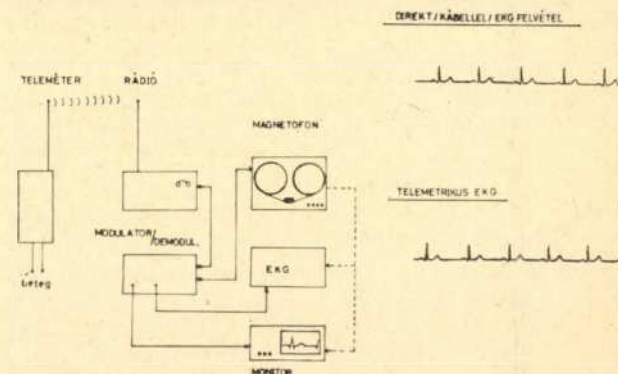 DIREKT / KÁBELLEL / EKG FELVÉTEL
TELEMÉTER
RÁDIÓ
MAGNETOFON
TELEMETRIKUS EKG
MODULATOR/
/DEMODUL.
EKG
beteg
MONITOR